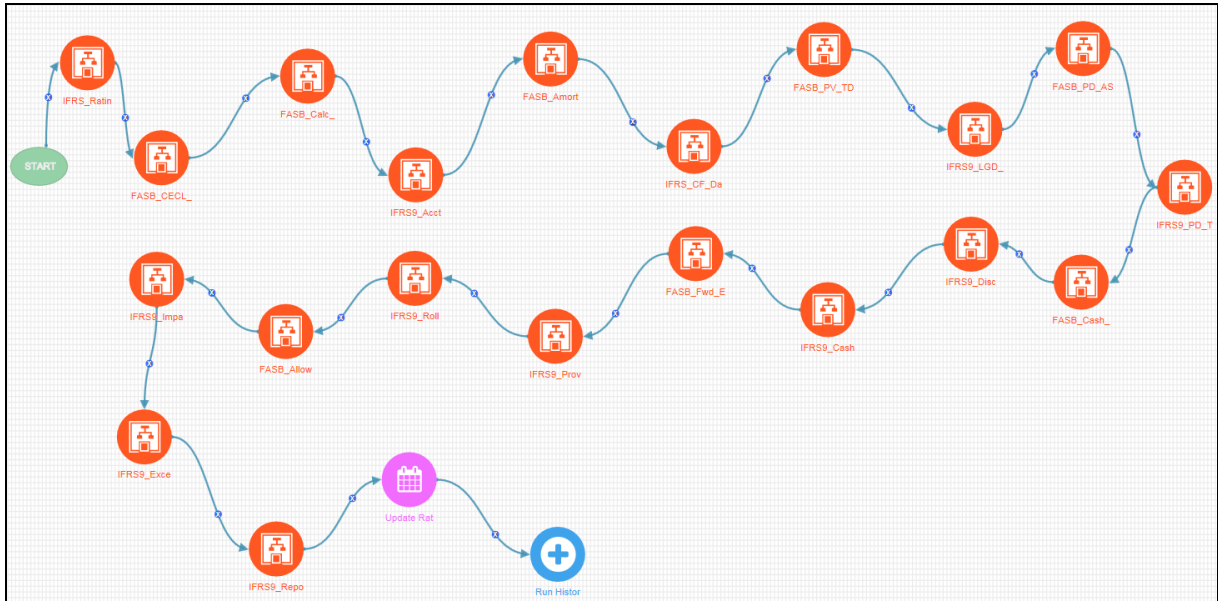 START
IFRS_Ratin
FASB_CECL_
FASB_Calc_
IFRS9_Acct
FASB_Amort
IFRS_CF_Da
FASB_PV_TD
IFRS9_LGD_
FASB_PD_AS
IFRS9_PD_T
FASB_Cash_
IFRS9_Disc
IFRS9_Cash
FASB_Fwd_E
IFRS9_Prov
IFRS9_Roll
FASB_Allow
IFRS9_Impa
IFRS9_Exce
IFRS9_Repo
Update Rat
Run Histor